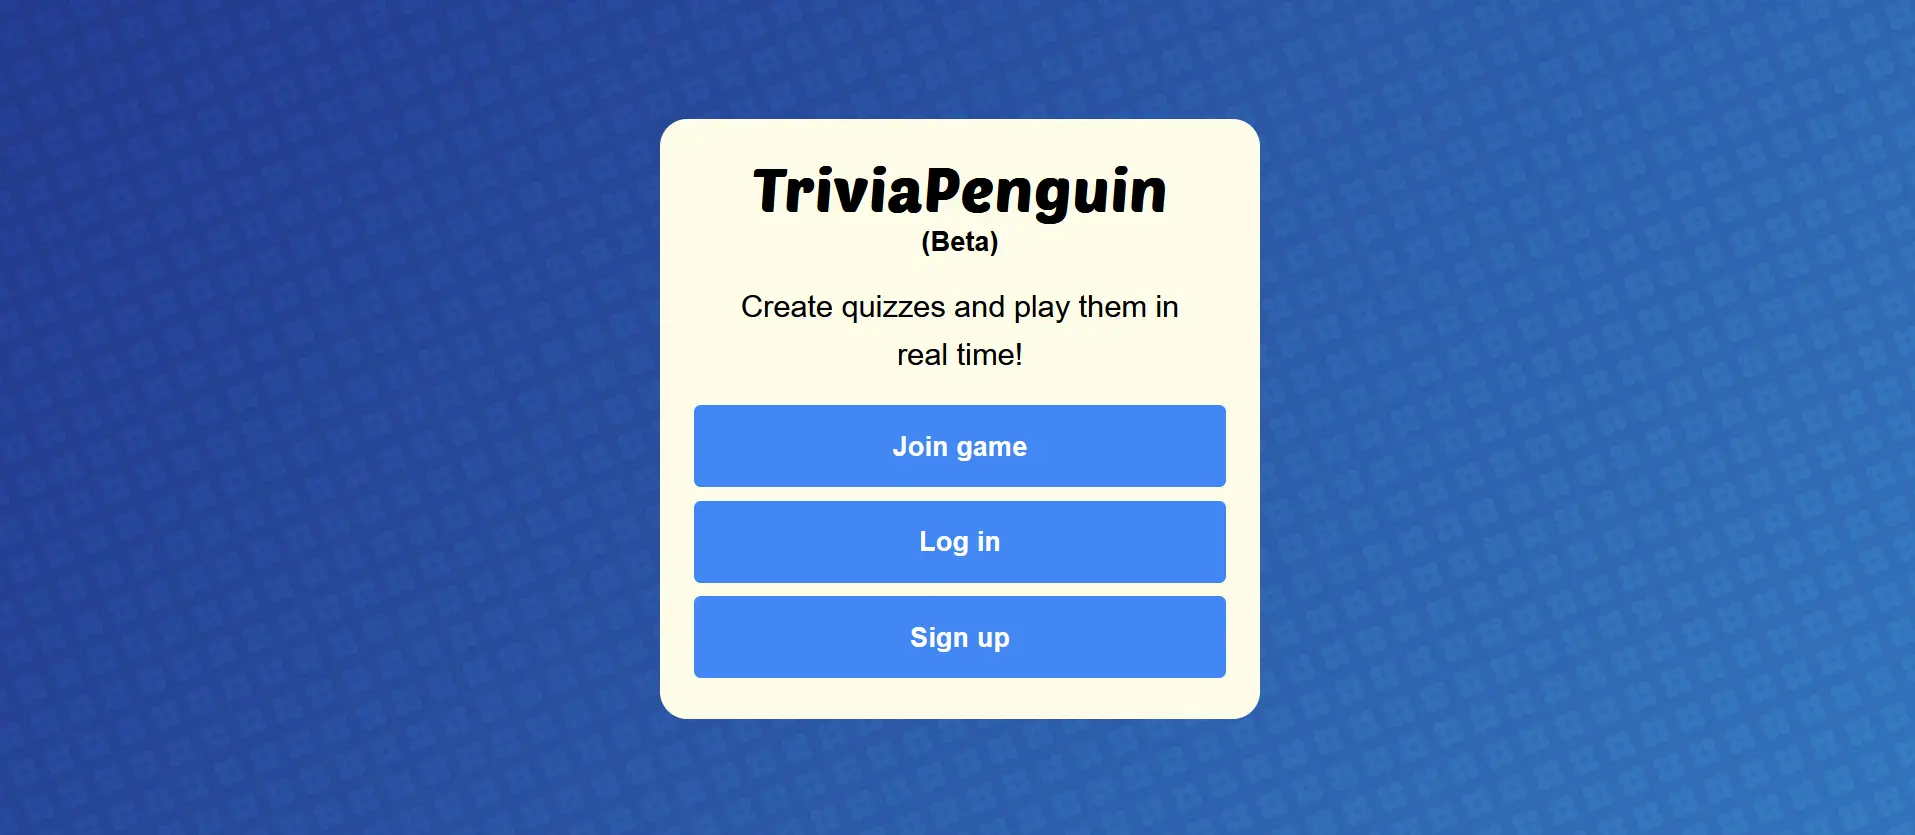 TriviaPenguin
(Beta)
Create quizzes and play them in
real time!
Join game
Log in
Sign up